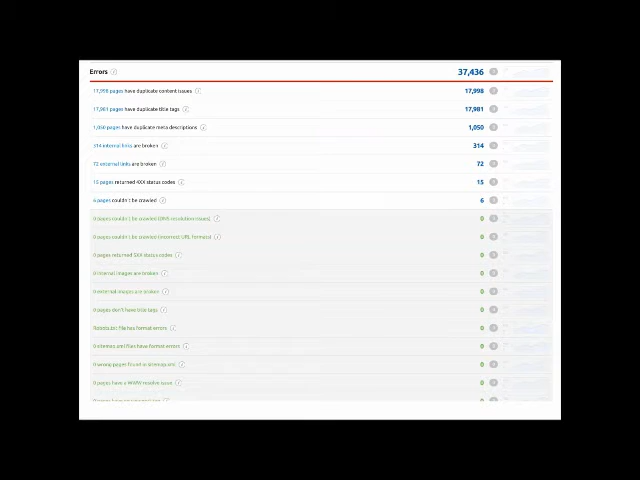 Errors 37,436
17,998 pages have duplicate content issues 17,998
17,981 pages have duplicate title tags 17,981
1,050 pages have duplicate meta descriptions 1,050
314 internal links are broken 314
72 external links are broken 72
15 pages returned 4XX status codes 15
6 pages couldn't be crawled 6
0 pages couldn't be crawled (DNS resolution issues) 0
0 pages couldn't be crawled (incorrect URL formats) 0
0 pages returned 5XX status codes 0
0 internal images are broken 0
0 external images are broken 0
0 pages don't have title tags 0
Robots.txt file has format errors 0
0 sitemap.xml files have format errors 0
0 wrong pages found in sitemap.xml 0
0 pages have a WWW resolve issue 0
0 pages have